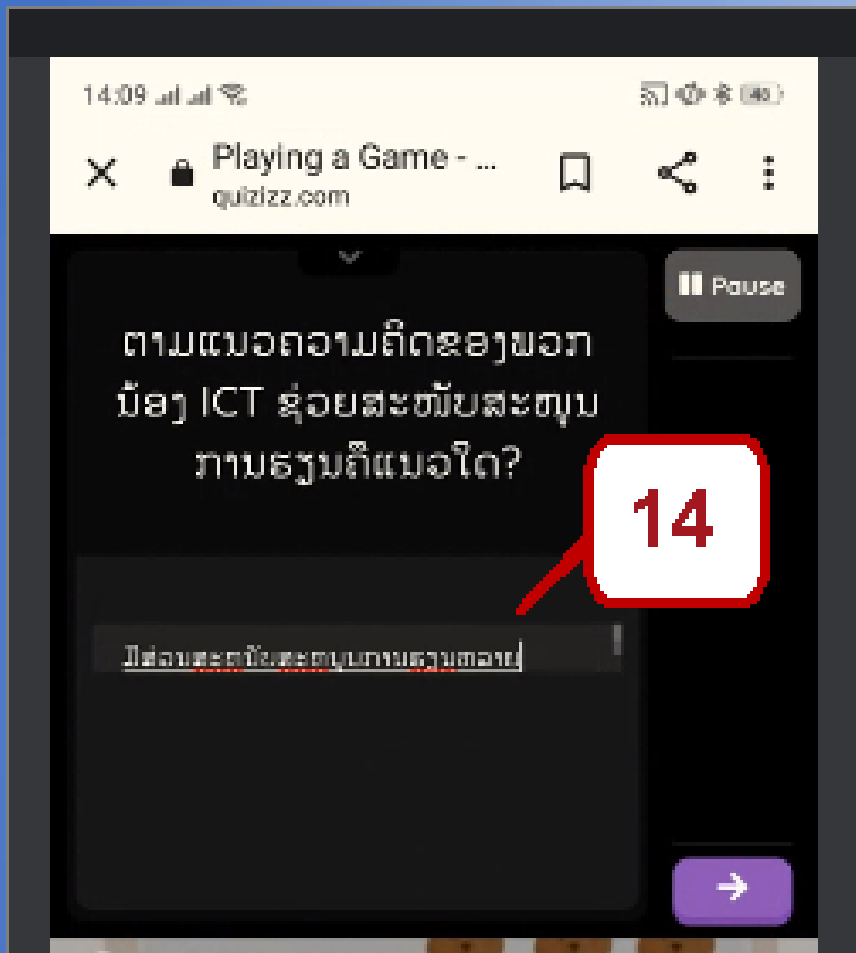 14:09
Playing a Game - ...
quizizz.com
Pause
ຕາມແນວຄວາມຄິດຂອງພວກ
ນ້ອງ ICT ຊ່ວຍສະໜັບສະໜູນ
ການຮຽນຄືແນວໃດ?
14
ມີສ່ວນສະຫນັບສະຫນູນການຮຽນຫລາຍ